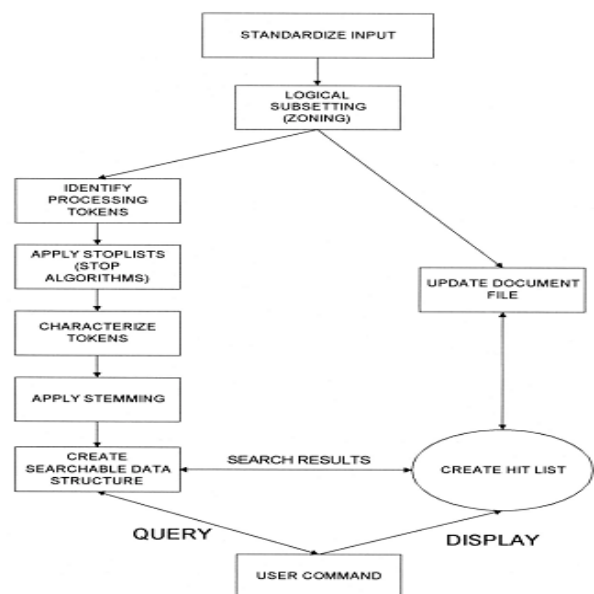 STANDARDIZE INPUT
LOGICAL
SUBSETTING
(ZONING)
IDENTIFY
PROCESSING
TOKENS
APPLY STOPLISTS
(STOP
ALGORITHMS)
UPDATE DOCUMENT
FILE
CHARACTERIZE
TOKENS
APPLY STEMMING
CREATE
SEARCHABLE DATA
STRUCTURE
SEARCH RESULTS
CREATE HIT LIST
QUERY
DISPLAY
USER COMMAND